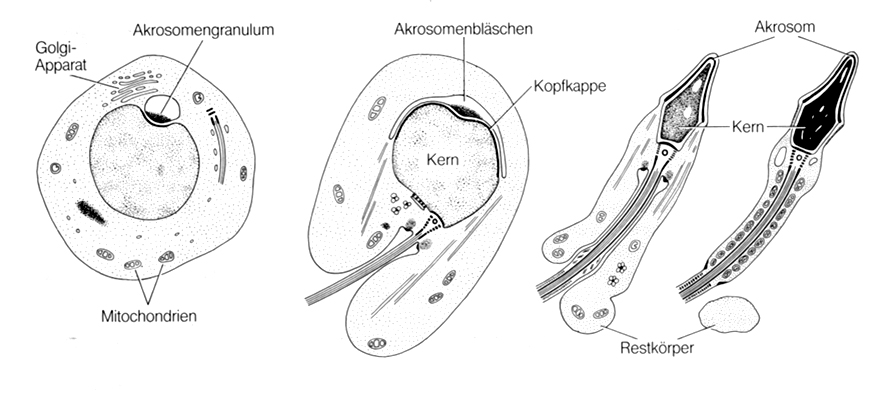 Akrosomengranulum
Golgi-
Apparat
Mitochondrien
Akrosomenbläschen
Kopfkappe
Kern
Akrosom
Kern
Restkörper